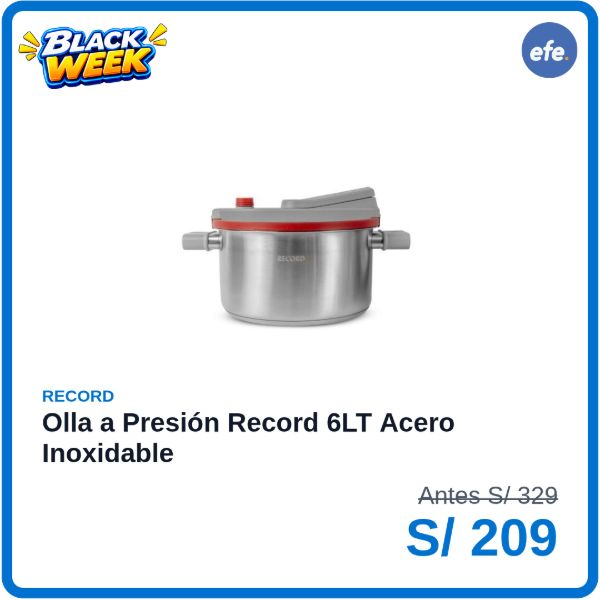 BLACK
WEEK
efe.
RECORD
RECORD
Olla a Presión Record 6LT Acero
Inoxidable
Antes S/ 329
S/ 209